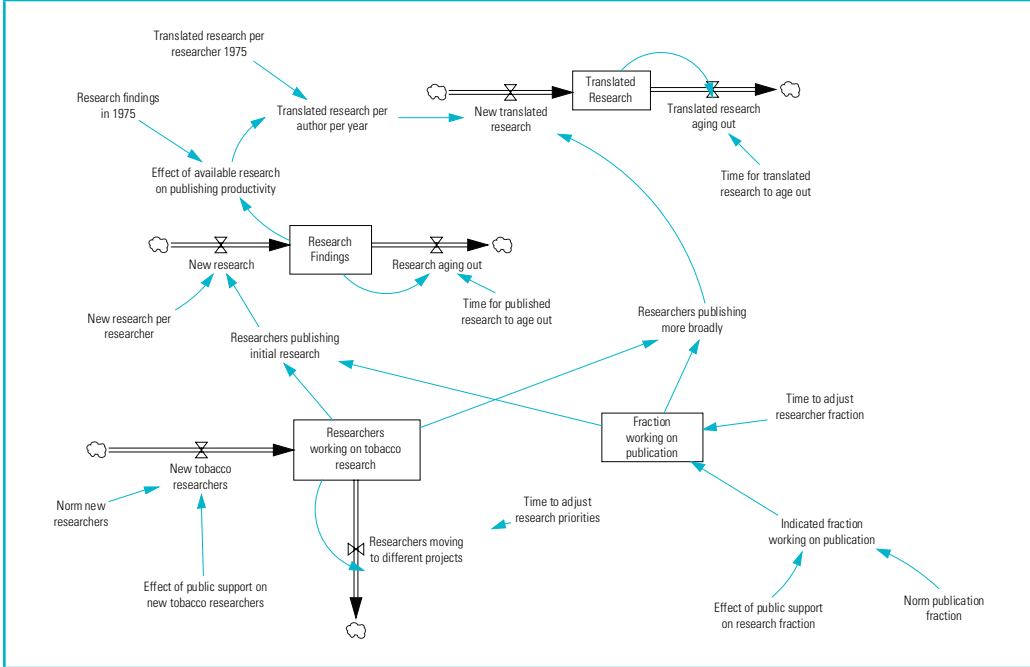 Translated research per
researcher 1975
Research findings
in 1975
Translated research per
author per year
New translated
research
Translated
Research
Translated research
aging out
Time for translated
research to age out
Effect of available research
on publishing productivity
New research
Research
Findings
Research aging out
Time for published
research to age out
New research per
researcher
Researchers publishing
initial research
Researchers publishing
more broadly
Time to adjust
researcher fraction
Fraction
working on
publication
Researchers
working on tobacco
research
New tobacco
researchers
Norm new
researchers
Effect of public support on
new tobacco researchers
Time to adjust
research priorities
Researchers moving
to different projects
Indicated fraction
working on publication
Effect of public support
on research fraction
Norm publication
fraction